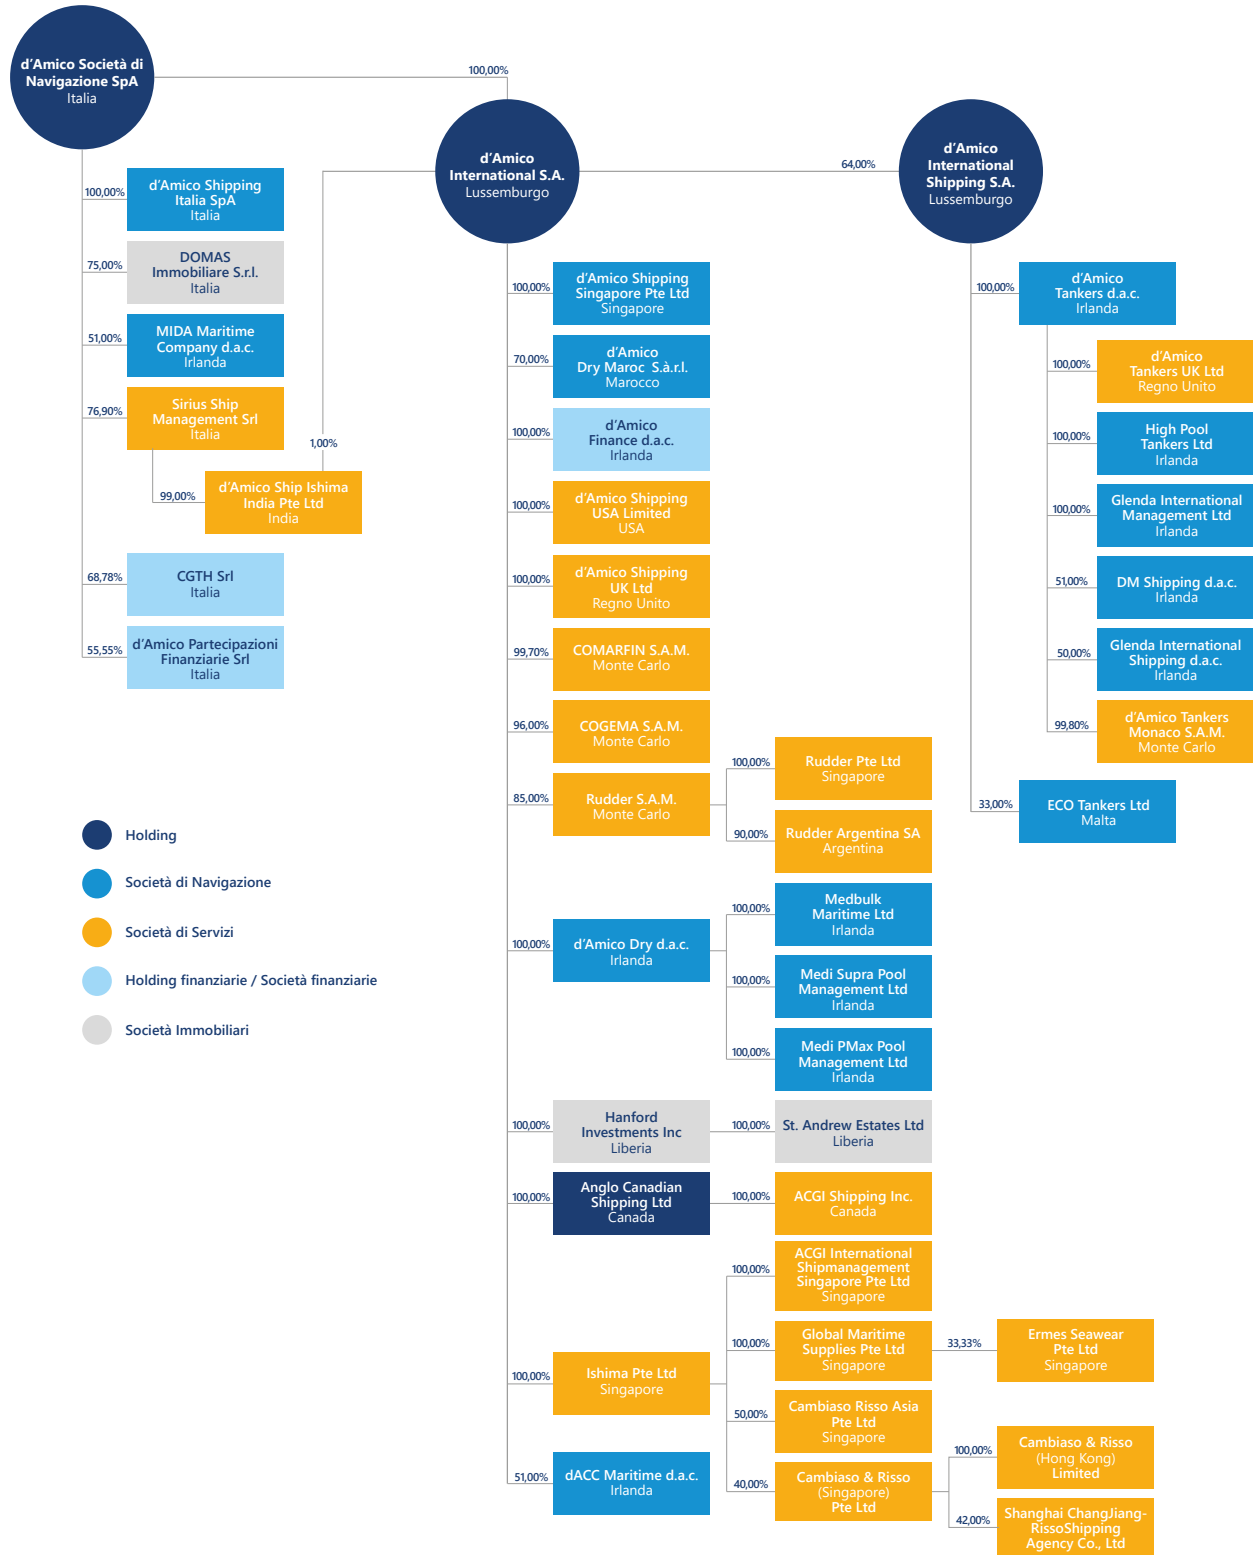 d’Amico Società di
Navigazione SpA
Italia
100,00%
d’Amico
International S.A.
Lussemburgo
64,00%
d’Amico
International
Shipping S.A.
Lussemburgo
100,00%
d’Amico Shipping
Italia SpA
Italia
75,00%
DOMAS
Immobiliare S.r.l.
Italia
51,00%
MIDA Maritime
Company d.a.c.
Irlanda
76,90%
Sirius Ship
Management Srl
Italia
1,00%
99,00%
d’Amico Ship Ishima
India Pte Ltd
India
68,78%
CGTH Srl
Italia
55,55%
d’Amico Partecipazioni
Finanziarie Srl
Italia
100,00%
d’Amico Shipping
Singapore Pte Ltd
Singapore
70,00%
d’Amico
Dry Maroc S.à.r.l.
Marocco
100,00%
d’Amico
Finance d.a.c.
Irlanda
100,00%
d’Amico Shipping
USA Limited
USA
100,00%
d’Amico Shipping
UK Ltd
Regno Unito
99,70%
COMARFIN S.A.M.
Monte Carlo
96,00%
COGEMA S.A.M.
Monte Carlo
85,00%
Rudder S.A.M.
Monte Carlo
100,00%
Rudder Pte Ltd
Singapore
90,00%
Rudder Argentina SA
Argentina
100,00%
d’Amico Dry d.a.c.
Irlanda
100,00%
Medbulk
Maritime Ltd
Irlanda
100,00%
Medi Supra Pool
Management Ltd
Irlanda
100,00%
Medi PMax Pool
Management Ltd
Irlanda
100,00%
Hanford
Investments Inc
Liberia
100,00%
St. Andrew Estates Ltd
Liberia
100,00%
Anglo Canadian
Shipping Ltd
Canada
100,00%
ACGI Shipping Inc.
Canada
100,00%
Ishima Pte Ltd
Singapore
100,00%
ACGI International
Shipmanagement
Singapore Pte Ltd
Singapore
100,00%
Global Maritime
Supplies Pte Ltd
Singapore
33,33%
Ermes Seawear
Pte Ltd
Singapore
50,00%
Cambiaso Risso Asia
Pte Ltd
Singapore
40,00%
Cambiaso & Risso
(Singapore)
Pte Ltd
100,00%
Cambiaso & Risso
(Hong Kong)
Limited
42,00%
Shanghai ChangJiang-
RissoShipping
Agency Co., Ltd
51,00%
dACC Maritime d.a.c.
Irlanda
100,00%
d’Amico
Tankers d.a.c.
Irlanda
100,00%
d’Amico
Tankers UK Ltd
Regno Unito
100,00%
High Pool
Tankers Ltd
Irlanda
100,00%
Glenda International
Management Ltd
Irlanda
51,00%
DM Shipping d.a.c.
Irlanda
50,00%
Glenda International
Shipping d.a.c.
Irlanda
99,80%
d’Amico Tankers
Monaco S.A.M.
Monte Carlo
33,00%
ECO Tankers Ltd
Malta
Holding
Società di Navigazione
Società di Servizi
Holding finanziarie / Società finanziarie
Società Immobiliari